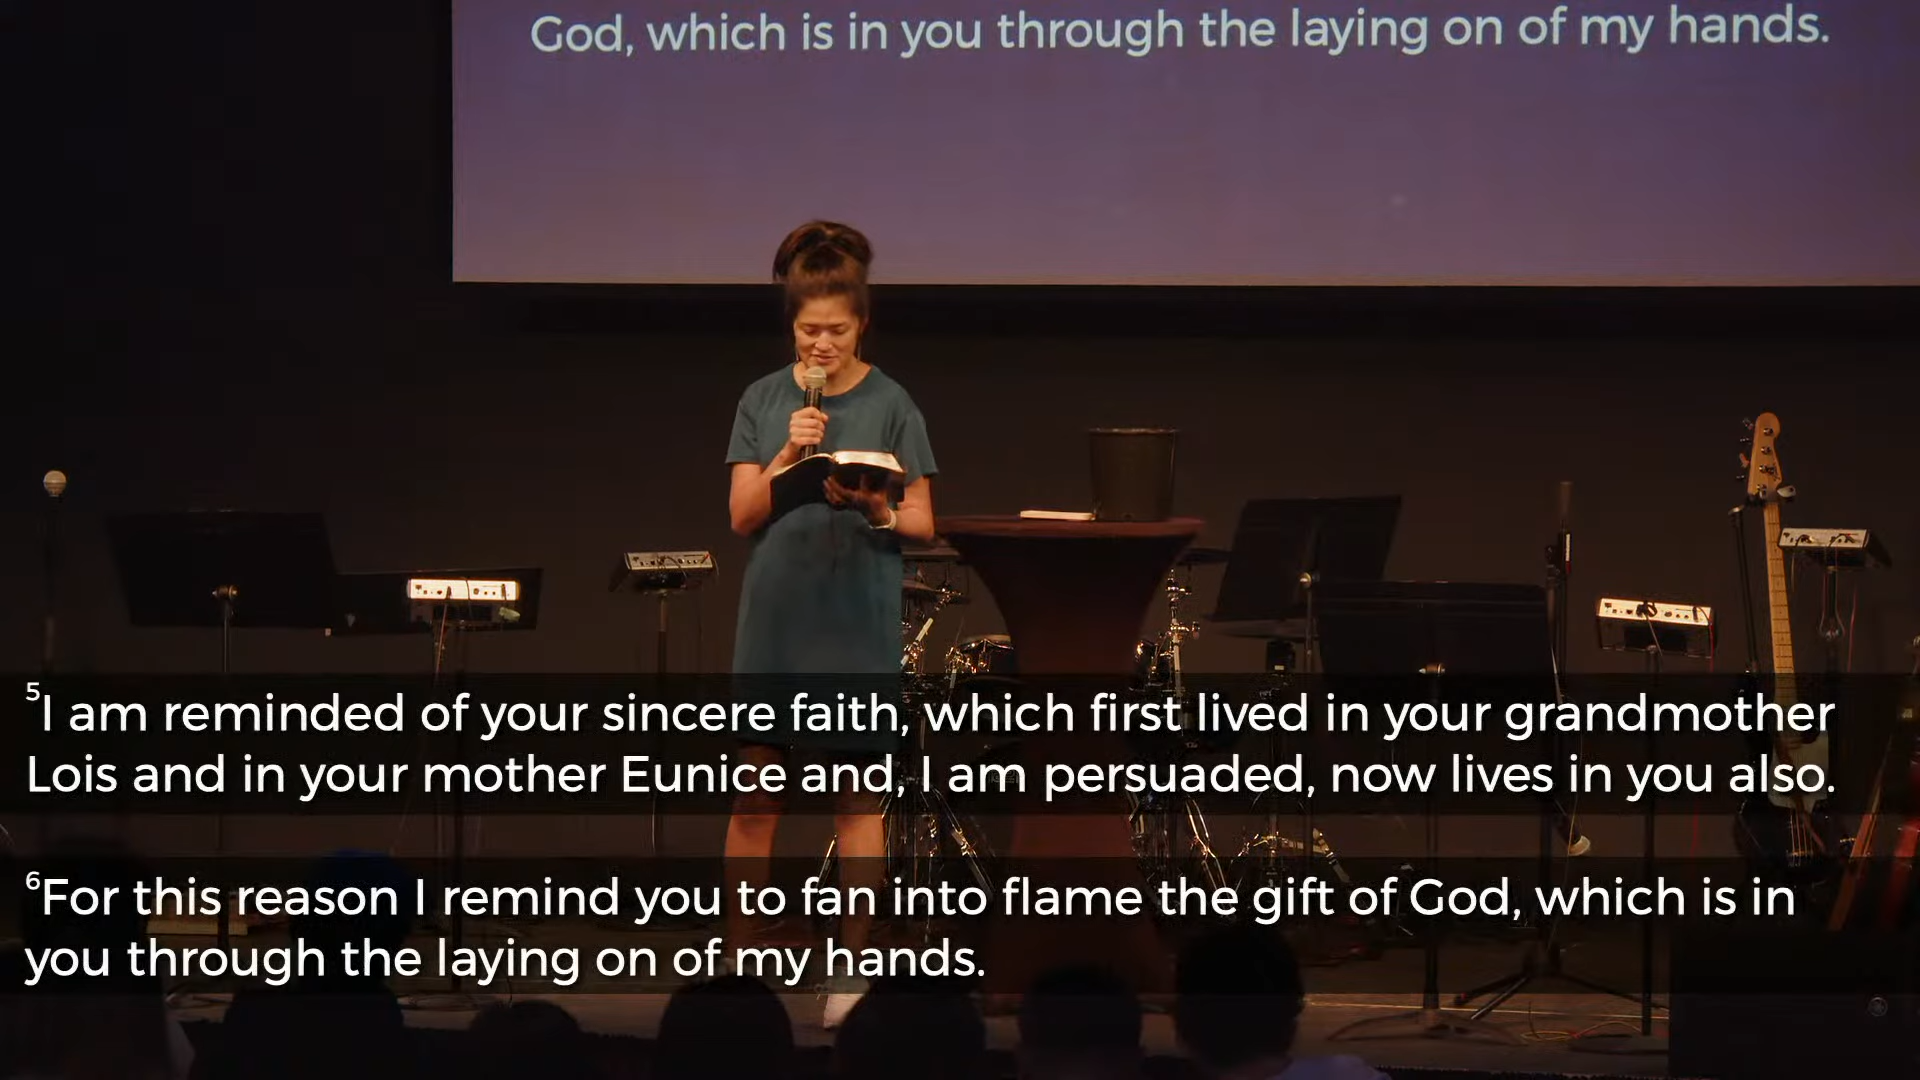 God, which is in you through the laying on of my hands.
⁵I am reminded of your sincere faith, which first lived in your grandmother
Lois and in your mother Eunice and, I am persuaded, now lives in you also.
⁶For this reason I remind you to fan into flame the gift of God, which is in
you through the laying on of my hands.